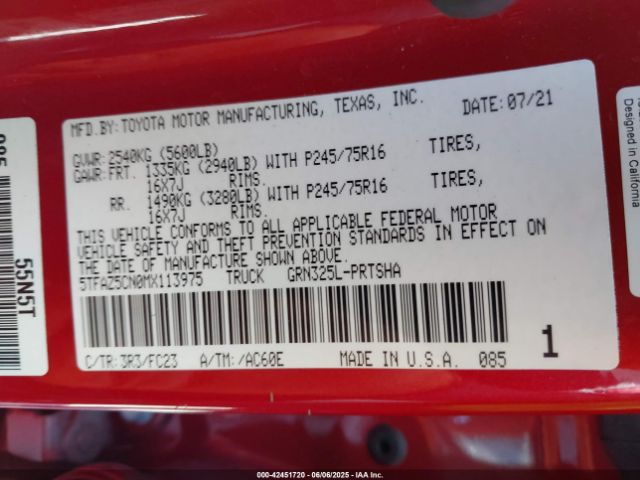 MFD.BY:TOYOTA MOTOR MANUFACTURING, TEXAS, INC. DATE:07/21
GVWR:2540KG (5600LB)
GAWR:FRT. 1335KG (2940LB) WITH P245/75R16 TIRES,
16X7J RIMS.
RR. 1490KG (3280LB) WITH P245/75R16 TIRES,
16X7J RIMS.
THIS VEHICLE CONFORMS TO ALL APPLICABLE FEDERAL MOTOR
VEHICLE SAFETY AND THEFT PREVENTION STANDARDS IN EFFECT ON
THE DATE OF MANUFACTURE SHOWN ABOVE.
5TFAZ5CN0MX113975 TRUCK GRN325L-PRTSHA
C/TR:3R3/FC23 A/TM:/AC60E MADE IN U.S.A. 085
1
55N5T
Designed in California
000-42451720 - 06/06/2025 - IAAI.CA